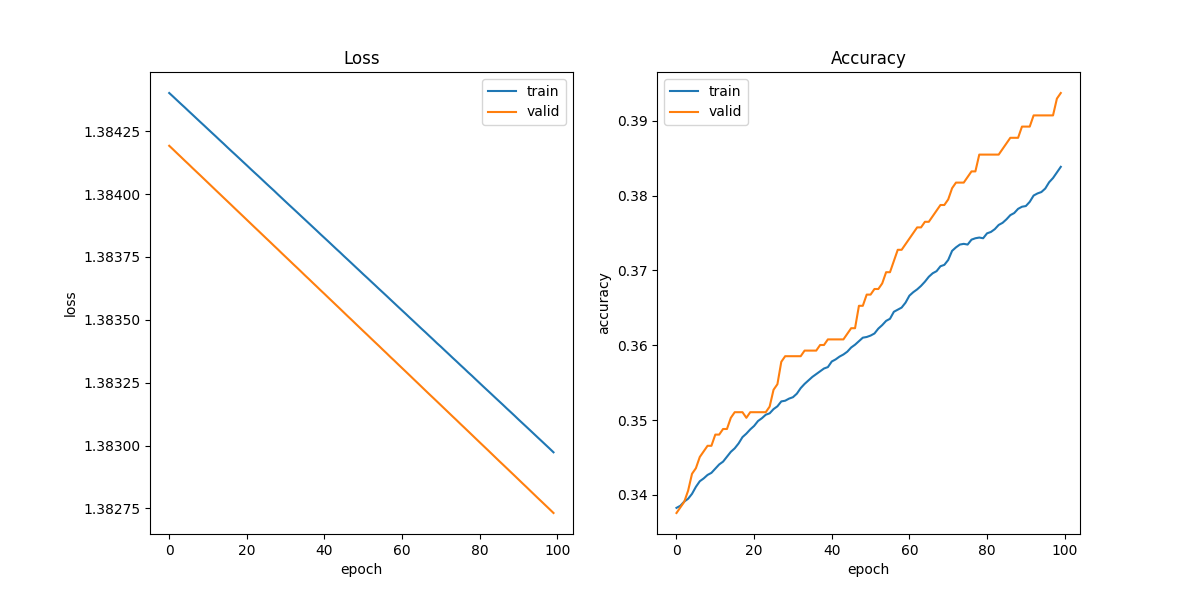 Loss
train
valid
1.38425
1.38400
1.38375
1.38350
1.38325
1.38300
1.38275
loss
0 20 40 60 80 100
epoch
Accuracy
train
valid
0.39
0.38
0.37
0.36
0.35
0.34
accuracy
0 20 40 60 80 100
epoch